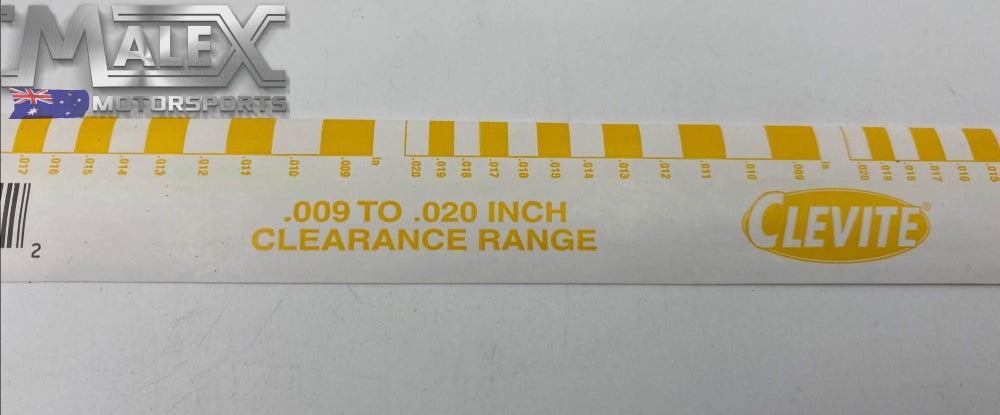 MALEX
MOTORSPORTS
.017 .016 .015 .014 .013 .012 .011 .010 .009 in .020 .019 .018 .017 .016 .015 .014 .013 .012 .011 .010 .009 in .020 .019 .018 .017 .016 .015
.009 TO .020 INCH
CLEARANCE RANGE
CLEVITE®
2